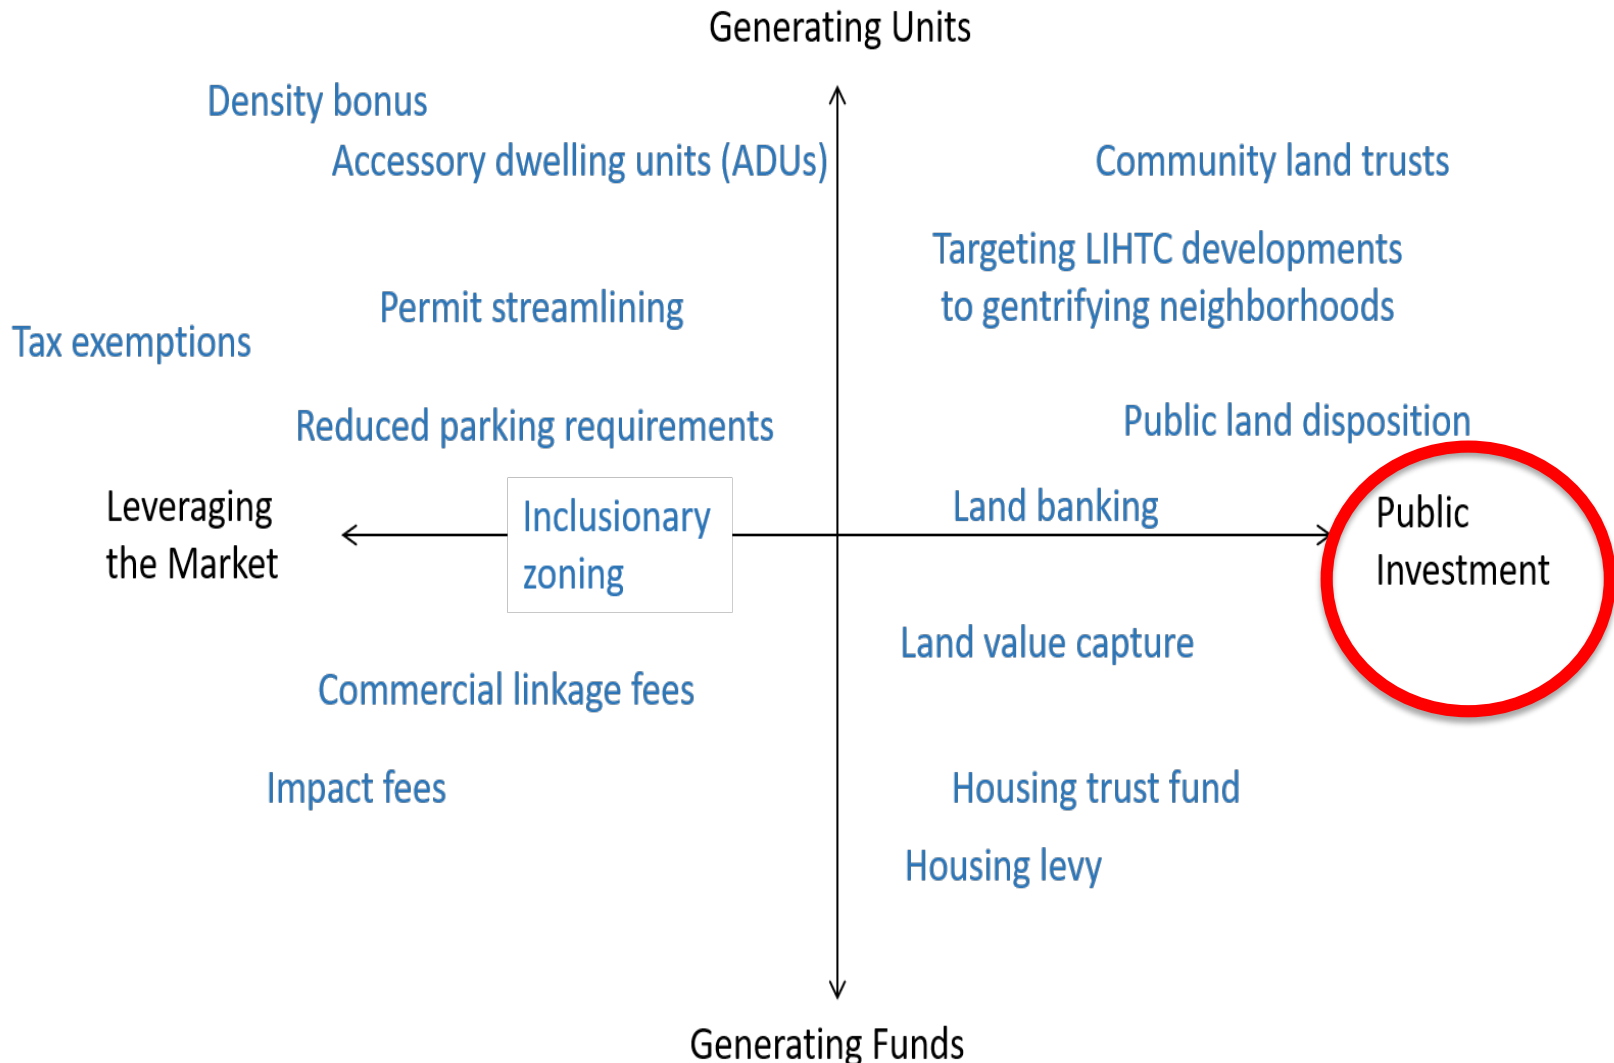 Generating Units
Density bonus
Accessory dwelling units (ADUs)
Community land trusts
Targeting LIHTC developments
to gentrifying neighborhoods
Permit streamlining
Tax exemptions
Reduced parking requirements
Public land disposition
Leveraging
the Market
Inclusionary
zoning
Land banking
Public
Investment
Land value capture
Commercial linkage fees
Impact fees
Housing trust fund
Housing levy
Generating Funds